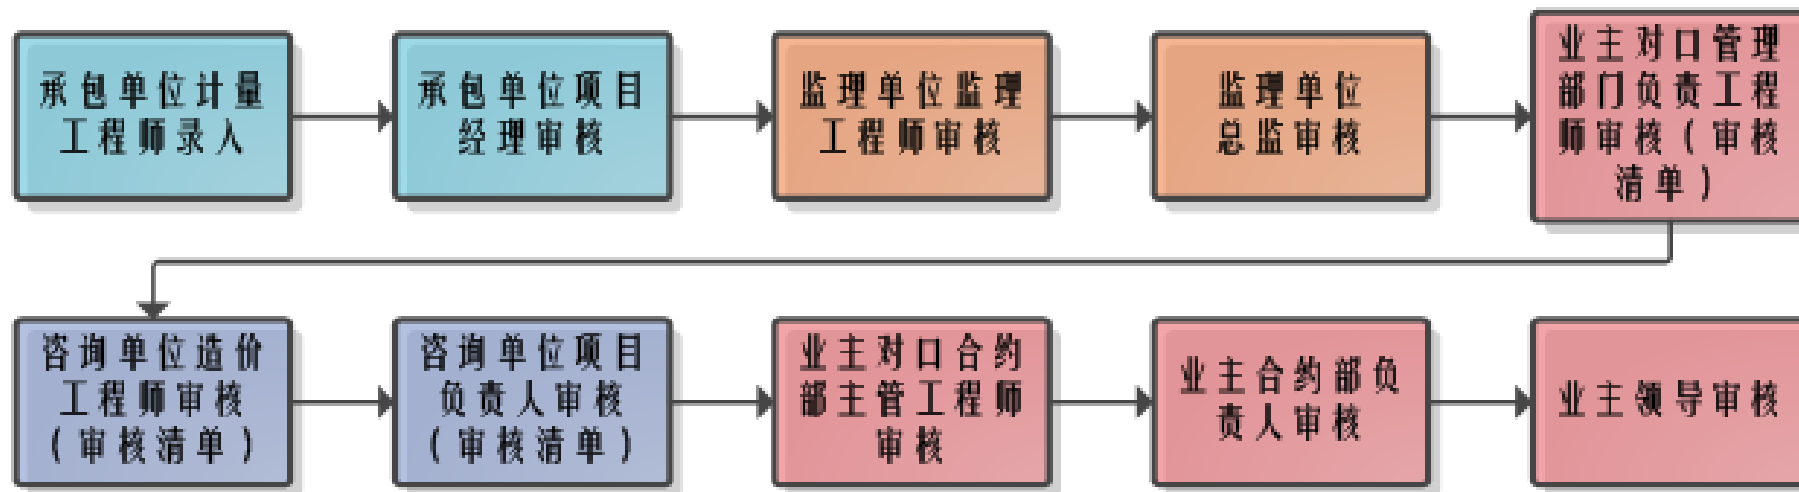 承包单位计量
工程师录入
承包单位项目
经理审核
监理单位监理
工程师审核
监理单位
总监审核
业主对口管理
部门负责工程
师审核（审核
清单）
咨询单位造价
工程师审核
（审核清单）
咨询单位项目
负责人审核
（审核清单）
业主对口合约
部主管工程师
审核
业主合约部负
责人审核
业主领导审核